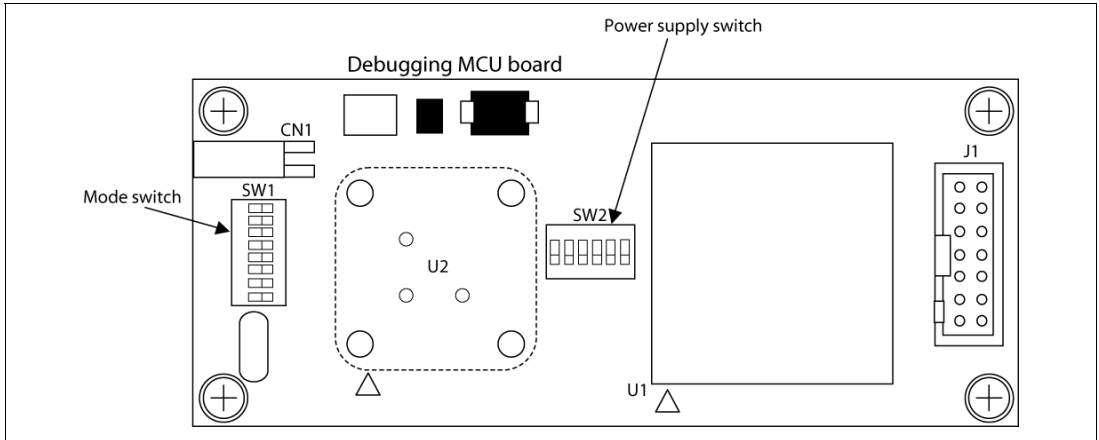 Power supply switch
Debugging MCU board
CN1
J1
SW1
Mode switch
SW2
U2
U1